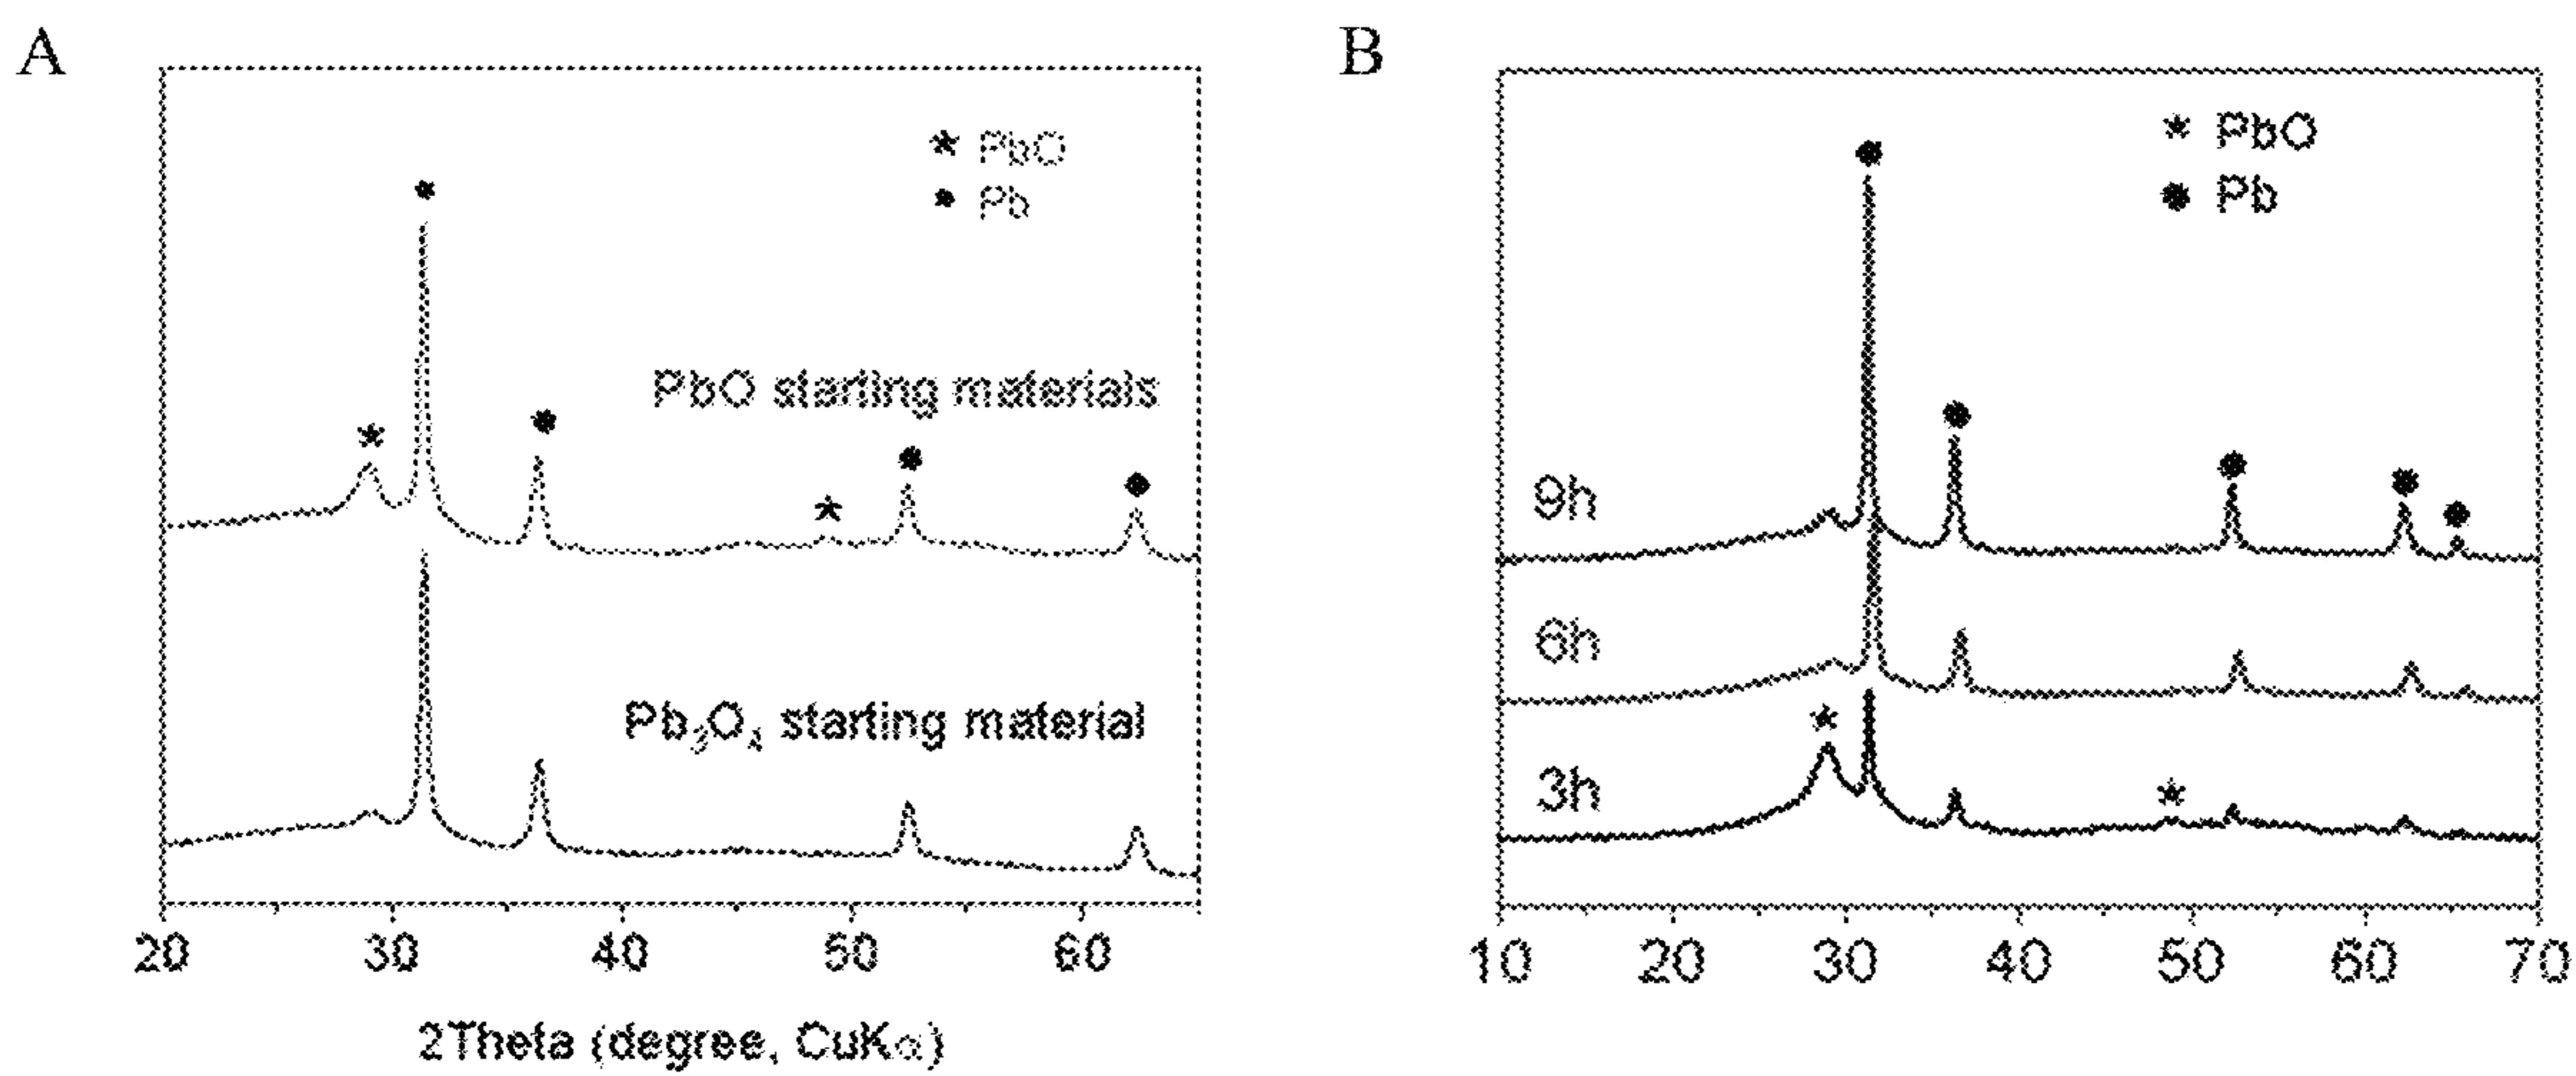 A
* PbO
● Pb
PbO starting materials
Pb₃O₄ starting material
20 30 40 50 60
2Theta (degree, CuKα)
B
* PbO
● Pb
9h
6h
3h
10 20 30 40 50 60 70